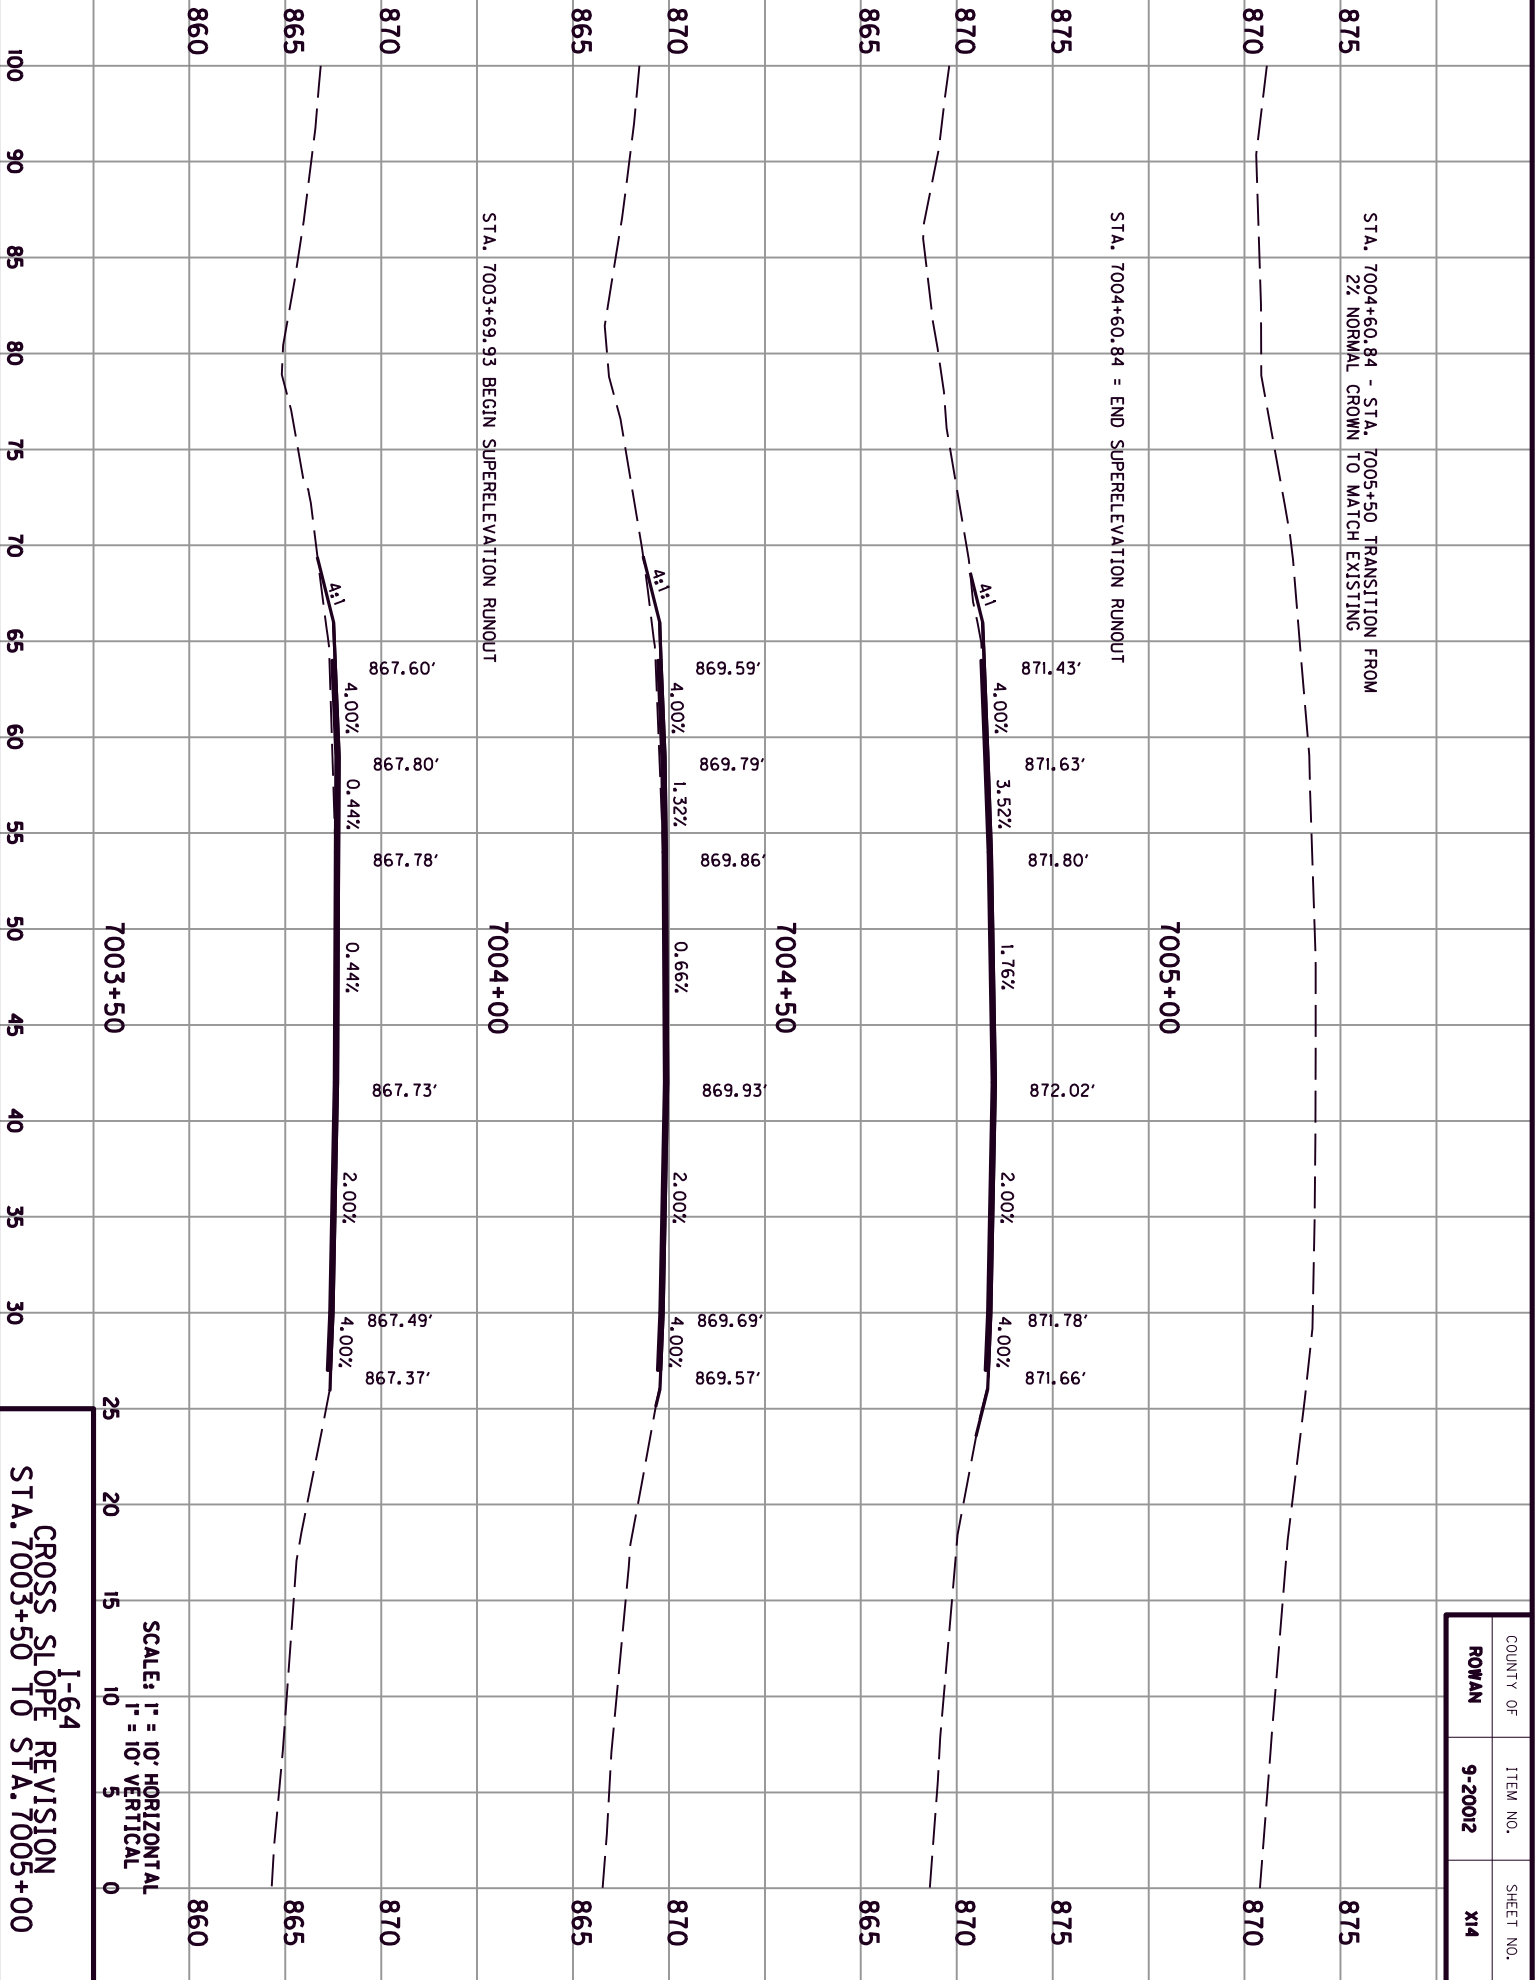 COUNTY OF ITEM NO. SHEET NO.
ROWAN 9-20012 X14
STA. 7004+60.84 - STA. 7005+50 TRANSITION FROM
2% NORMAL CROWN TO MATCH EXISTING
875 875
870 870
7005+00
STA. 7004+60.84 = END SUPERELEVATION RUNOUT
875 875
871.43' 871.63' 871.80' 872.02' 871.78' 871.66'
4:1 4.00% 3.52% 1.76% 2.00% 4.00%
870 870
865 865
7004+50
869.59' 869.79' 869.86' 869.93' 869.69' 869.57'
4:1 4.00% 1.32% 0.66% 2.00% 4.00%
870 870
865 865
7004+00
STA. 7003+69.93 BEGIN SUPERELEVATION RUNOUT
867.60' 867.80' 867.78' 867.73' 867.49' 867.37'
870 870
4:1 4.00% 0.44% 0.44% 2.00% 4.00%
865 865
860 860
7003+50
SCALE: 1" = 10' HORIZONTAL
1" = 10' VERTICAL
100 90 85 80 75 70 65 60 55 50 45 40 35 30 25 20 15 10 5 0
I-64
CROSS SLOPE REVISION
STA. 7003+50 TO STA. 7005+00